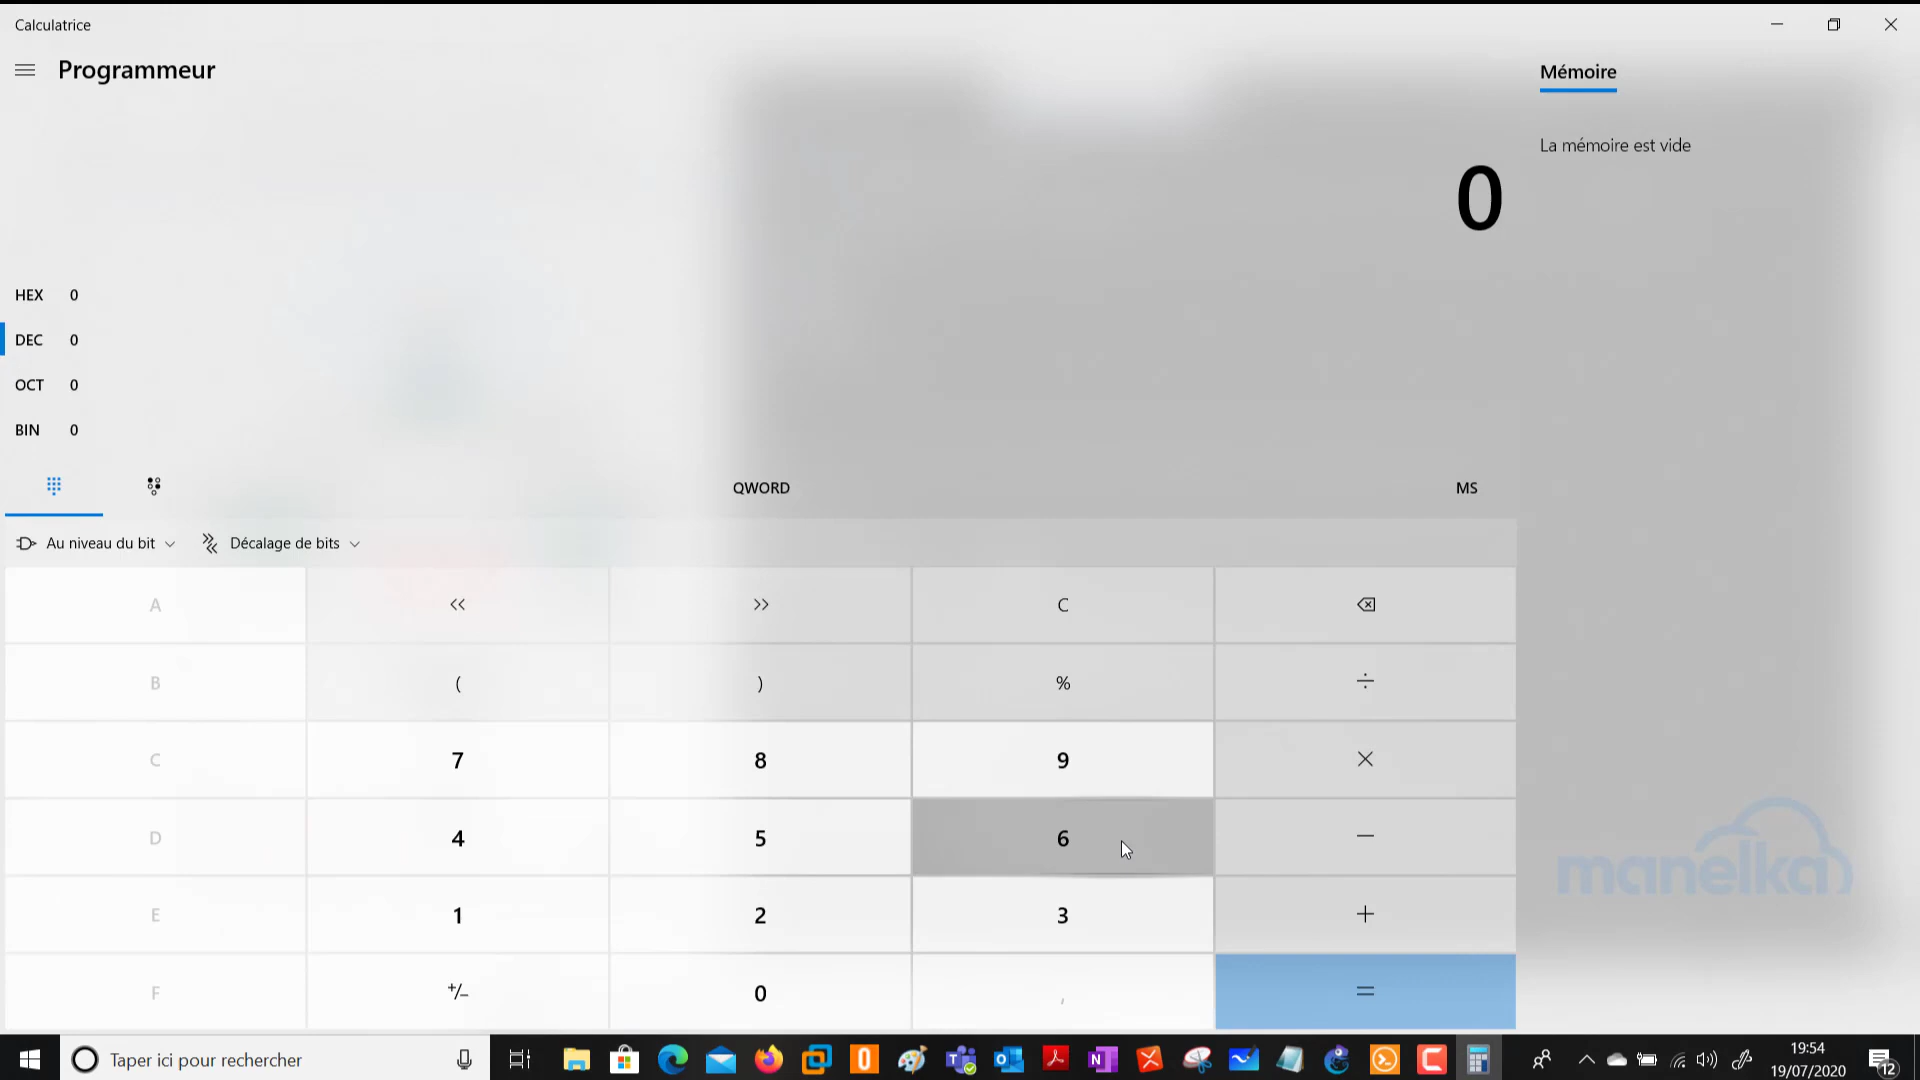 Calculatrice
Programmeur
Mémoire
La mémoire est vide
0
HEX 0
DEC 0
OCT 0
BIN 0
QWORD
MS
Au niveau du bit
Décalage de bits
A << >> C
B ( ) % ÷
C 7 8 9 ×
D 4 5 6 −
E 1 2 3 +
F +/− 0 , =
manelka
Taper ici pour rechercher
19:54
19/07/2020
12